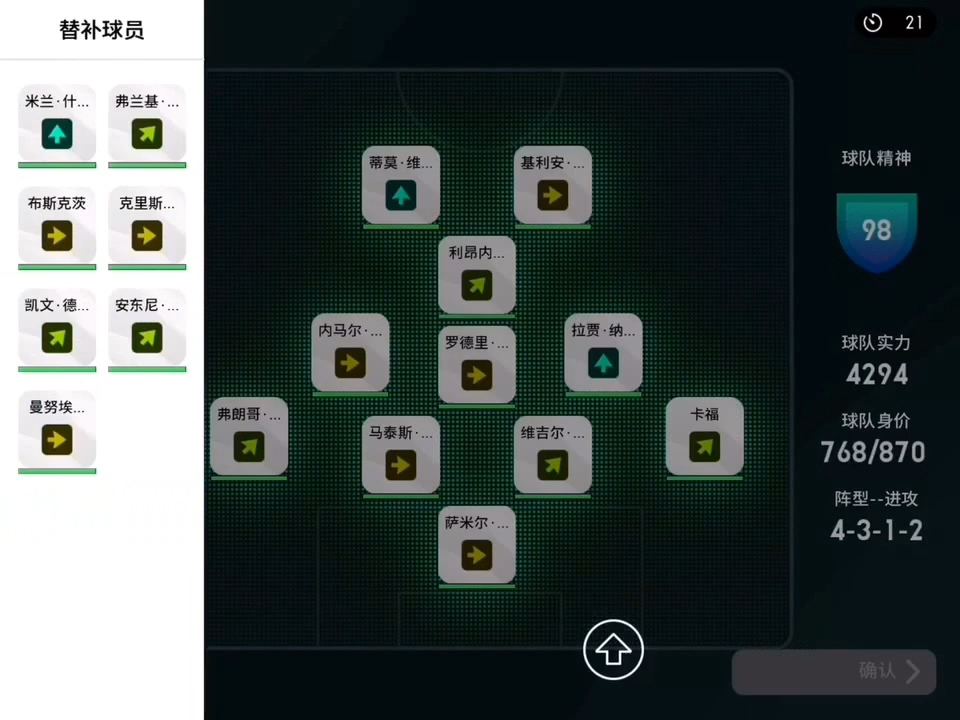 替补球员
21
米兰·什...
弗兰基·...
布斯克茨
克里斯...
凯文·德...
安东尼·...
曼努埃...
蒂莫·维...
基利安·...
利昂内...
内马尔·...
罗德里·...
拉贾·纳...
弗朗哥·...
马泰斯·...
维吉尔·...
卡福
萨米尔·...
球队精神
98
球队实力
4294
球队身价
768/870
阵型--进攻
4-3-1-2
确认